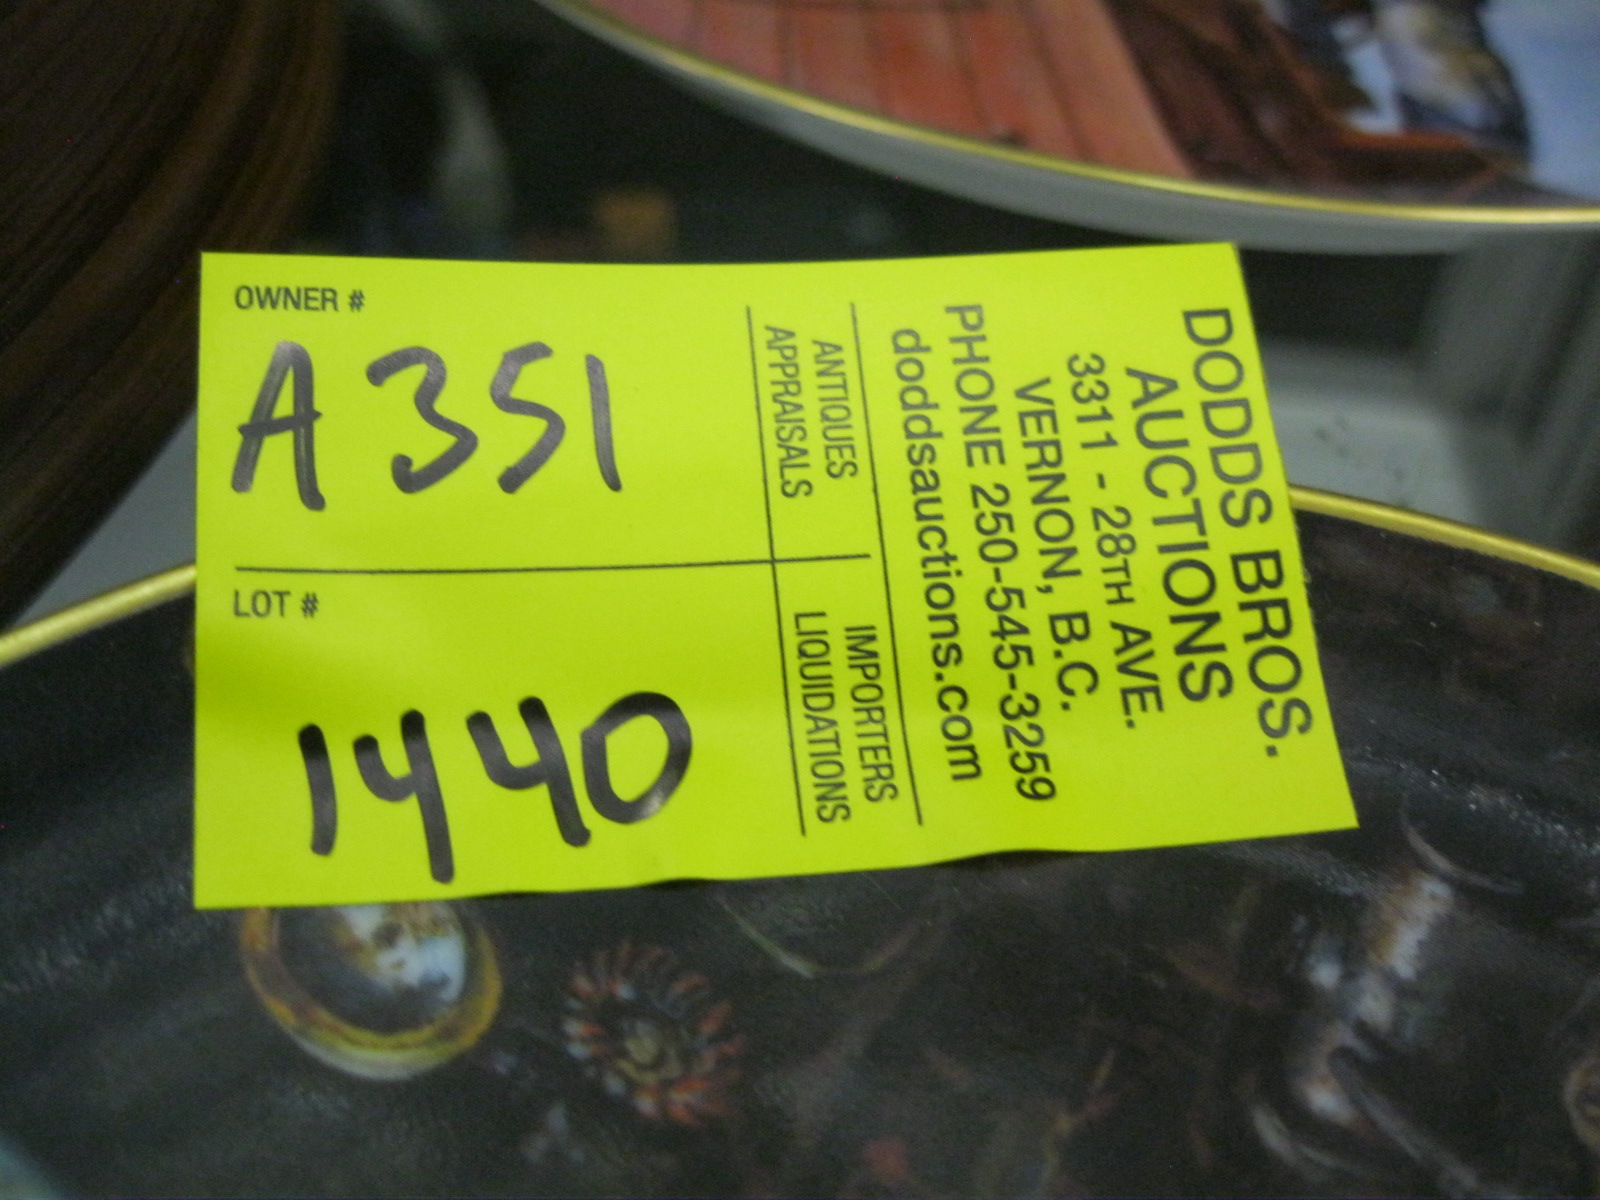 OWNER #
A351
LOT #
1440
ANTIQUES
APPRAISALS
IMPORTERS
LIQUIDATIONS
DODDS BROS.
AUCTIONS
3311 - 28TH AVE.
VERNON, B.C.
PHONE 250-545-3259
doddsauctions.com